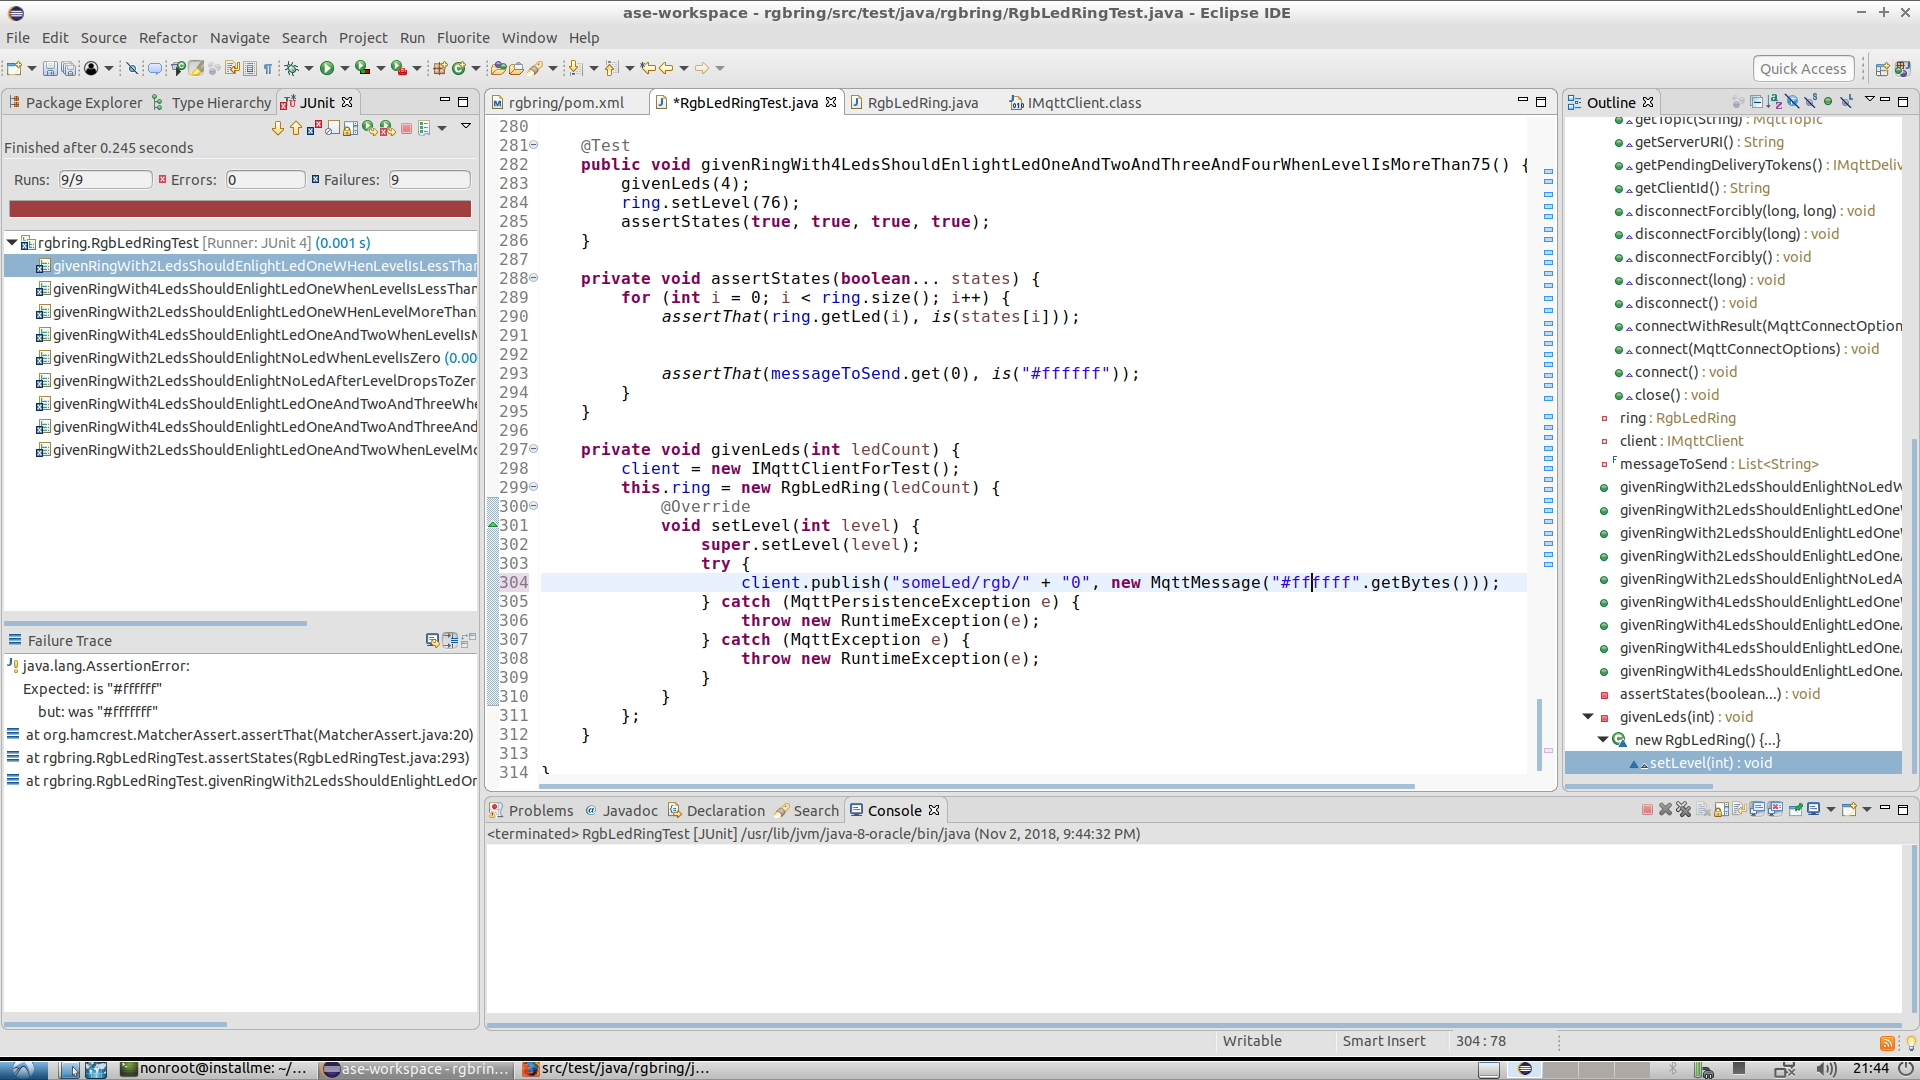 ase-workspace - rgbring/src/test/java/rgbring/RgbLedRingTest.java - Eclipse IDE
File Edit Source Refactor Navigate Search Project Run Fluorite Window Help
Quick Access
Package Explorer Type Hierarchy JUnit
Finished after 0.245 seconds
Runs: 9/9 Errors: 0 Failures: 9
rgbring.RgbLedRingTest [Runner: JUnit 4] (0.001 s)
givenRingWith2LedsShouldEnlightLedOneWHenLevelIsLessThan
givenRingWith4LedsShouldEnlightLedOneWhenLevelIsLessThan
givenRingWith2LedsShouldEnlightLedOneWHenLevelMoreThan
givenRingWith4LedsShouldEnlightLedOneAndTwoWhenLevelIsM
givenRingWith2LedsShouldEnlightNoLedWhenLevelIsZero (0.00
givenRingWith2LedsShouldEnlightNoLedAfterLevelDropsToZer
givenRingWith4LedsShouldEnlightLedOneAndTwoAndThreeWhe
givenRingWith4LedsShouldEnlightLedOneAndTwoAndThreeAnd
givenRingWith2LedsShouldEnlightLedOneAndTwoWhenLevelMo
Failure Trace
java.lang.AssertionError:
Expected: is "#ffffff"
but: was "#fffffff"
at org.hamcrest.MatcherAssert.assertThat(MatcherAssert.java:20)
at rgbring.RgbLedRingTest.assertStates(RgbLedRingTest.java:293)
at rgbring.RgbLedRingTest.givenRingWith2LedsShouldEnlightLedOr
rgbring/pom.xml *RgbLedRingTest.java RgbLedRing.java IMqttClient.class
280
281 @Test
282 public void givenRingWith4LedsShouldEnlightLedOneAndTwoAndThreeAndFourWhenLevelIsMoreThan75() {
283 givenLeds(4);
284 ring.setLevel(76);
285 assertStates(true, true, true, true);
286 }
287
288 private void assertStates(boolean... states) {
289 for (int i = 0; i < ring.size(); i++) {
290 assertThat(ring.getLed(i), is(states[i]));
291
292
293 assertThat(messageToSend.get(0), is("#ffffff"));
294 }
295 }
296
297 private void givenLeds(int ledCount) {
298 client = new IMqttClientForTest();
299 this.ring = new RgbLedRing(ledCount) {
300 @Override
301 void setLevel(int level) {
302 super.setLevel(level);
303 try {
304 client.publish("someLed/rgb/" + "0", new MqttMessage("#ffffff".getBytes()));
305 } catch (MqttPersistenceException e) {
306 throw new RuntimeException(e);
307 } catch (MqttException e) {
308 throw new RuntimeException(e);
309 }
310 }
311 };
312 }
313
314 }
Outline
getTopic(String) : MqttTopic
getServerURI() : String
getPendingDeliveryTokens() : IMqttDeliv
getClientId() : String
disconnectForcibly(long, long) : void
disconnectForcibly(long) : void
disconnectForcibly() : void
disconnect(long) : void
disconnect() : void
connectWithResult(MqttConnectOption
connect(MqttConnectOptions) : void
connect() : void
close() : void
ring : RgbLedRing
client : IMqttClient
messageToSend : List<String>
givenRingWith2LedsShouldEnlightNoLedW
givenRingWith2LedsShouldEnlightLedOne
givenRingWith2LedsShouldEnlightLedOne
givenRingWith2LedsShouldEnlightLedOne
givenRingWith2LedsShouldEnlightNoLedA
givenRingWith4LedsShouldEnlightLedOne
givenRingWith4LedsShouldEnlightLedOne
givenRingWith4LedsShouldEnlightLedOne
givenRingWith4LedsShouldEnlightLedOne
assertStates(boolean...) : void
givenLeds(int) : void
new RgbLedRing() {...}
setLevel(int) : void
Problems Javadoc Declaration Search Console
<terminated> RgbLedRingTest [JUnit] /usr/lib/jvm/java-8-oracle/bin/java (Nov 2, 2018, 9:44:32 PM)
Writable Smart Insert 304 : 78
nonroot@installme: ~/... ase-workspace - rgbrin... src/test/java/rgbring/j... 21:44